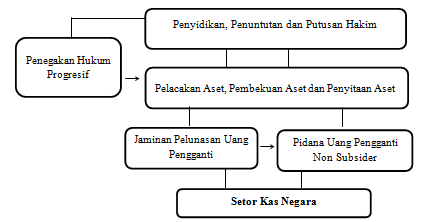 Penyidikan, Penuntutan dan Putusan Hakim
Penegakan Hukum
Progresif
Pelacakan Aset, Pembekuan Aset dan Penyitaan Aset
Jaminan Pelunasan Uang
Pengganti
Pidana Uang Pengganti
Non Subsider
Setor Kas Negara